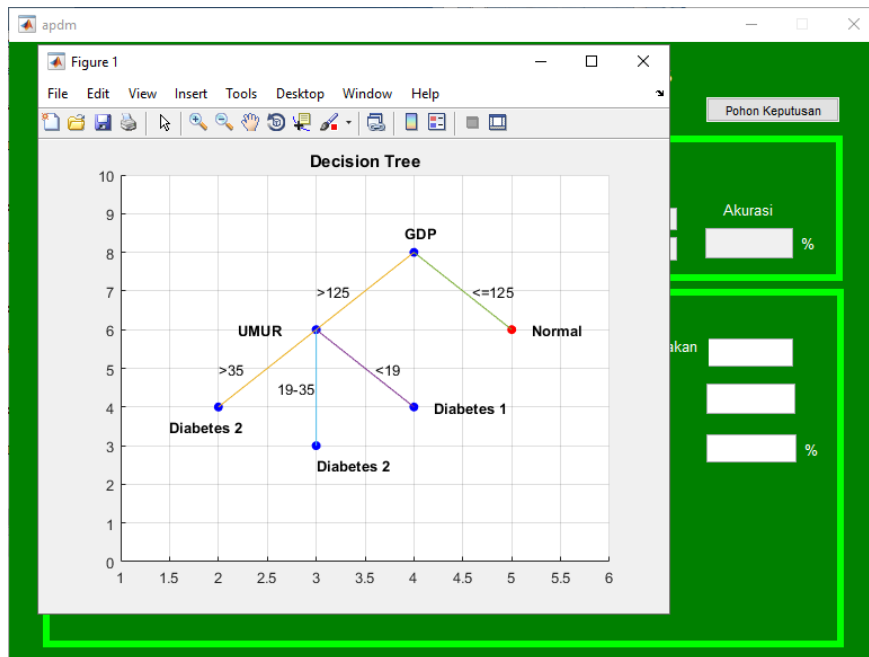 apdm
Figure 1
File Edit View Insert Tools Desktop Window Help
Pohon Keputusan
Decision Tree
Akurasi
%
10
9
8
7
6
5
4
3
2
1
0
GDP
>125
<=125
UMUR
Normal
>35
19-35
<19
Diabetes 2
Diabetes 1
Diabetes 2
1 1.5 2 2.5 3 3.5 4 4.5 5 5.5 6
akan
%